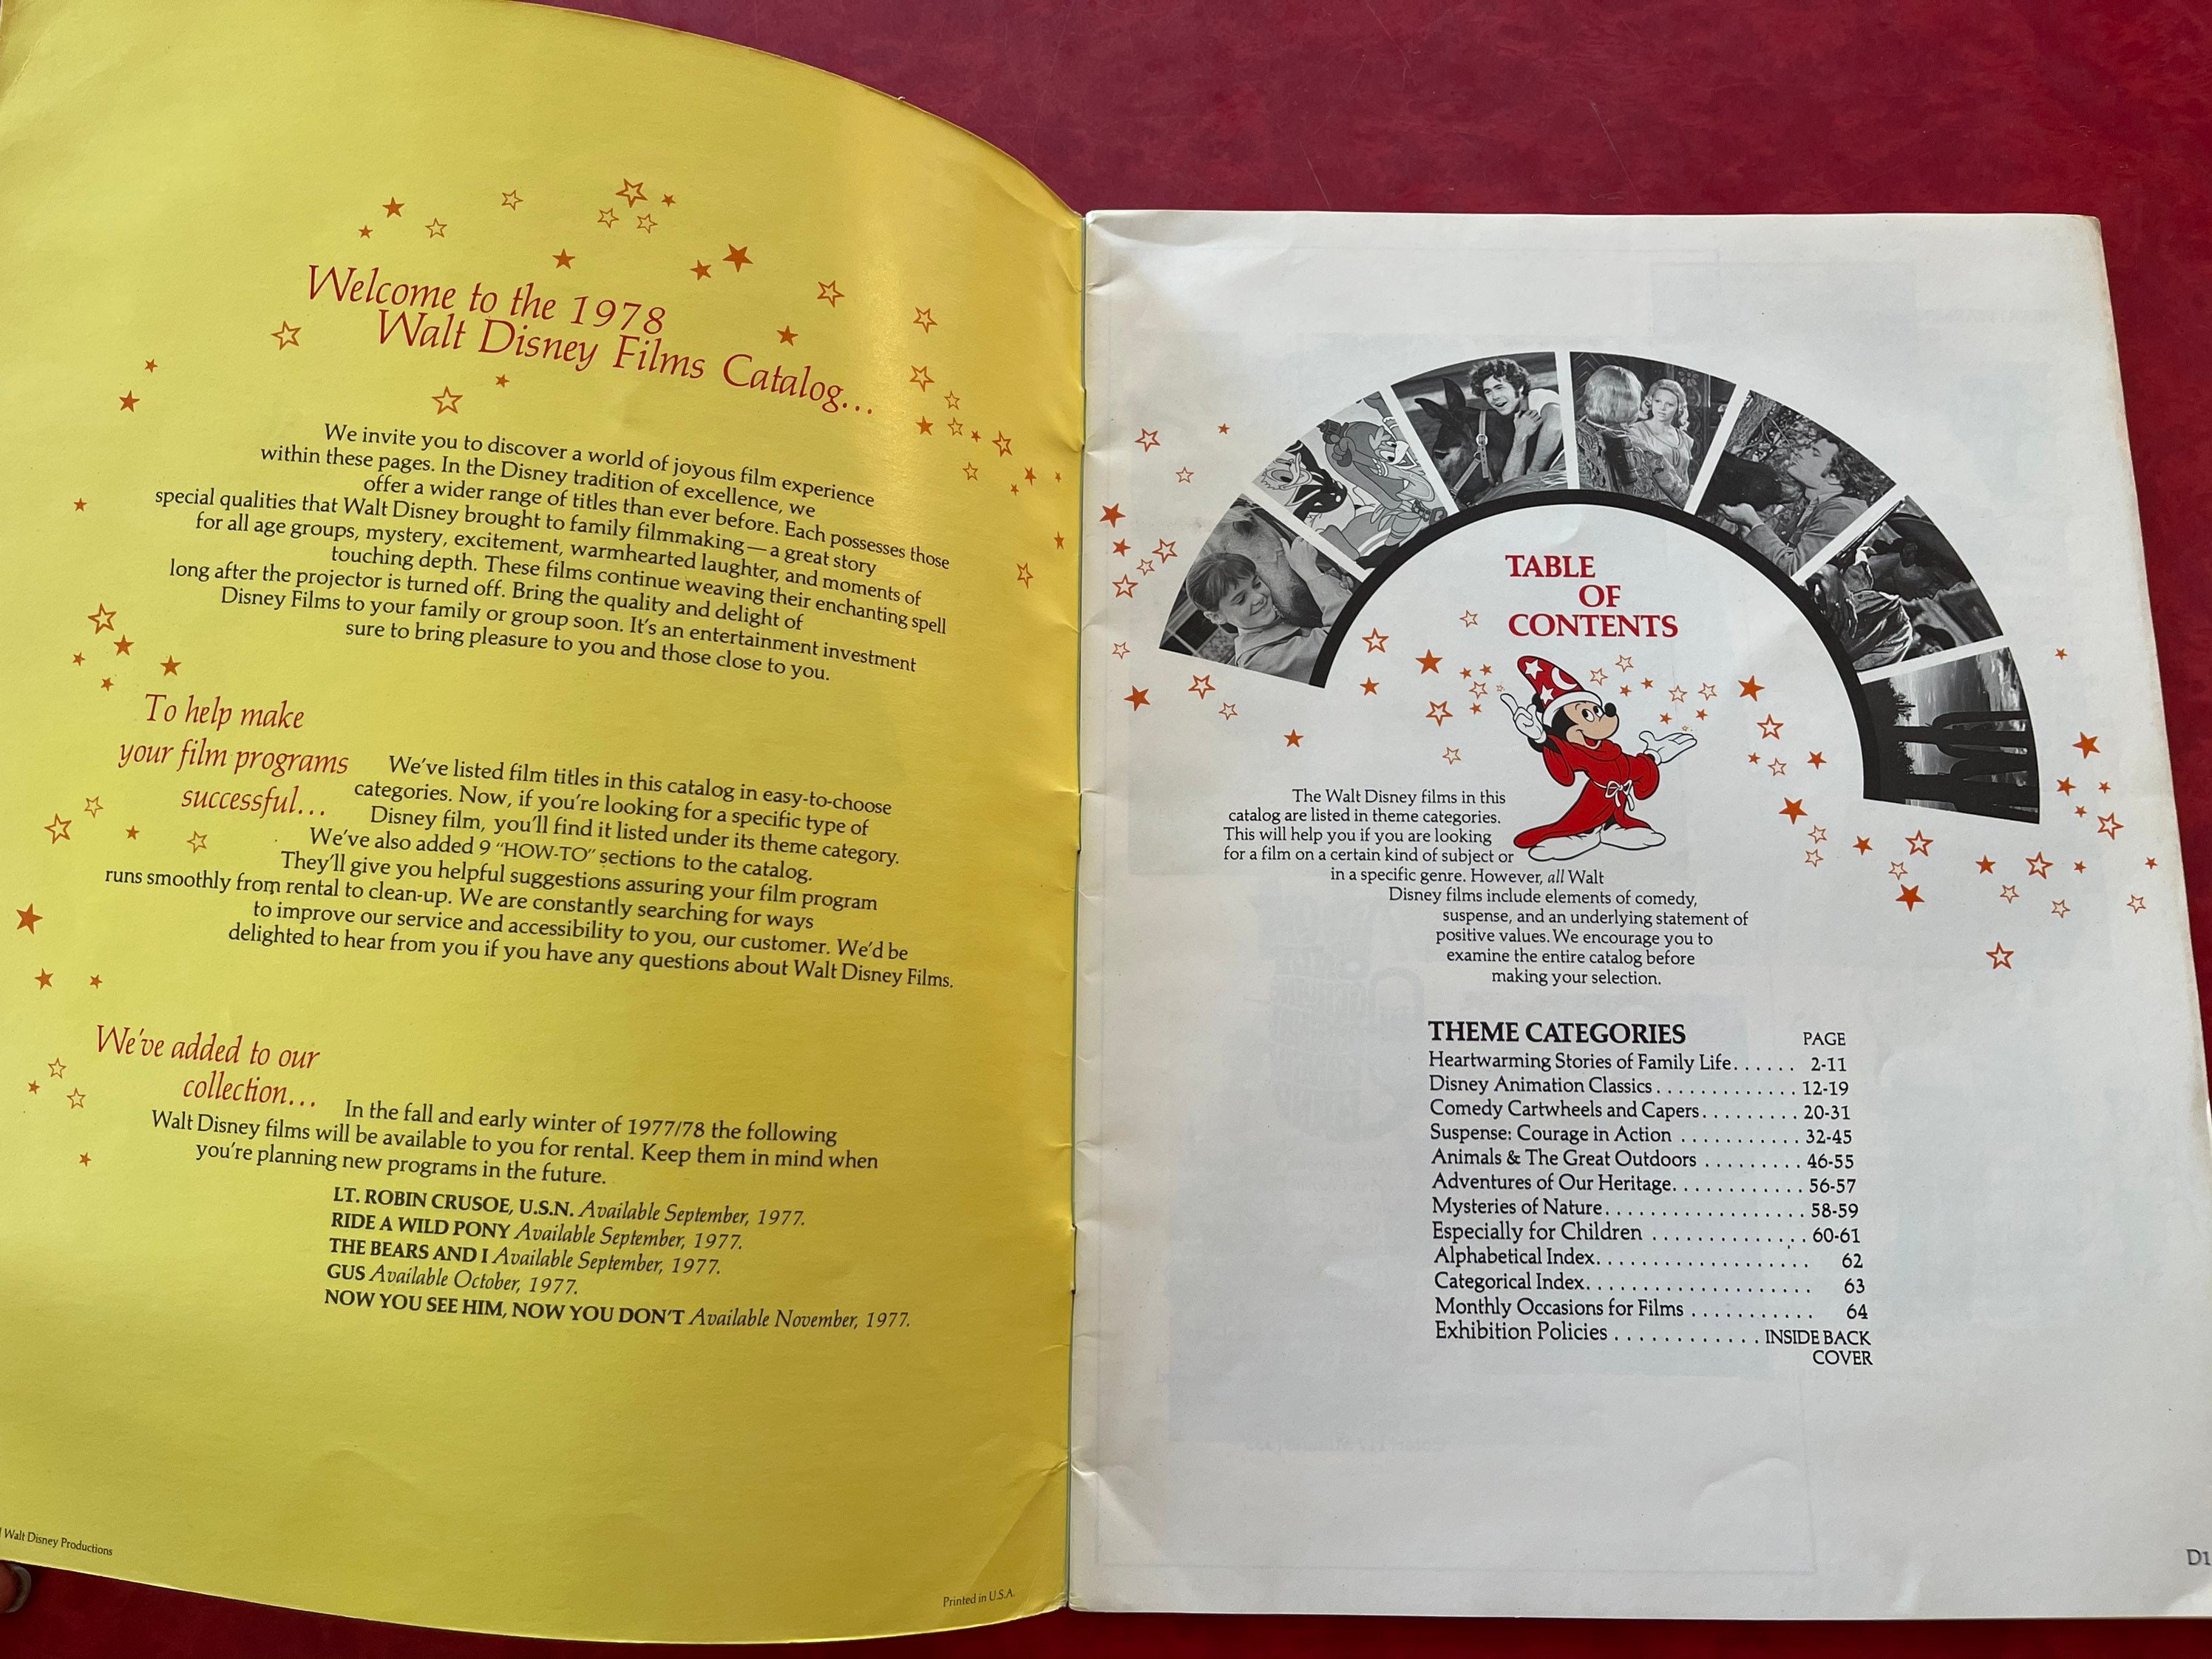 Welcome to the 1978
Walt Disney Films Catalog...
We invite you to discover a world of joyous film experience
within these pages. In the Disney tradition of excellence, we
offer a wider range of titles than ever before. Each possesses those
special qualities that Walt Disney brought to family filmmaking—a great story
for all age groups, mystery, excitement, warmhearted laughter, and moments of
touching depth. These films continue weaving their enchanting spell
long after the projector is turned off. Bring the quality and delight of
Disney Films to your family or group soon. It's an entertainment investment
sure to bring pleasure to you and those close to you.
To help make
your film programs
successful...
We've listed film titles in this catalog in easy-to-choose
categories. Now, if you're looking for a specific type of
Disney film, you'll find it listed under its theme category.
We've also added 9 "HOW-TO" sections to the catalog.
They'll give you helpful suggestions assuring your film program
runs smoothly from rental to clean-up. We are constantly searching for ways
to improve our service and accessibility to you, our customer. We'd be
delighted to hear from you if you have any questions about Walt Disney Films.
We've added to our
collection...
In the fall and early winter of 1977/78 the following
Walt Disney films will be available to you for rental. Keep them in mind when
you're planning new programs in the future.
LT. ROBIN CRUSOE, U.S.N. Available September, 1977.
RIDE A WILD PONY Available September, 1977.
THE BEARS AND I Available September, 1977.
GUS Available October, 1977.
NOW YOU SEE HIM, NOW YOU DON'T Available November, 1977.
Walt Disney Productions
Printed in U.S.A.
TABLE
OF
CONTENTS
The Walt Disney films in this
catalog are listed in theme categories.
This will help you if you are looking
for a film on a certain kind of subject or
in a specific genre. However, all Walt
Disney films include elements of comedy,
suspense, and an underlying statement of
positive values. We encourage you to
examine the entire catalog before
making your selection.
THEME CATEGORIES PAGE
Heartwarming Stories of Family Life...... 2-11
Disney Animation Classics............. 12-19
Comedy Cartwheels and Capers......... 20-31
Suspense: Courage in Action ........... 32-45
Animals & The Great Outdoors ......... 46-55
Adventures of Our Heritage............ 56-57
Mysteries of Nature................... 58-59
Especially for Children .............. 60-61
Alphabetical Index.................... 62
Categorical Index..................... 63
Monthly Occasions for Films ........... 64
Exhibition Policies ............ INSIDE BACK
COVER